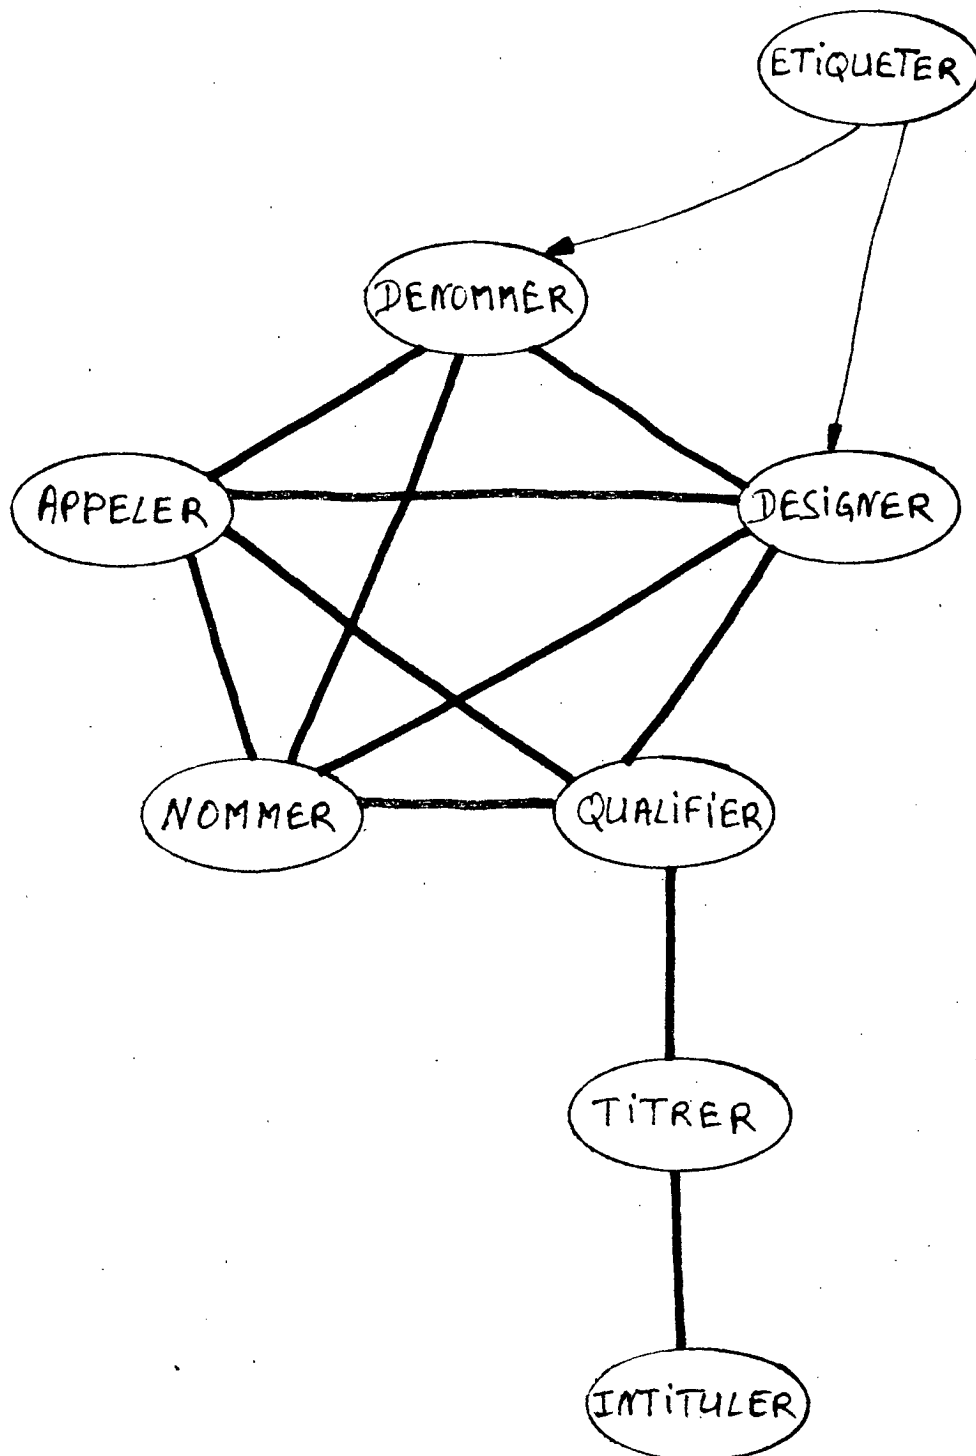 ETiQUETER
DENOMMER
APPELER
DESiGNER
NOMMER
QUALiFiER
TiTRER
iNTiTULER